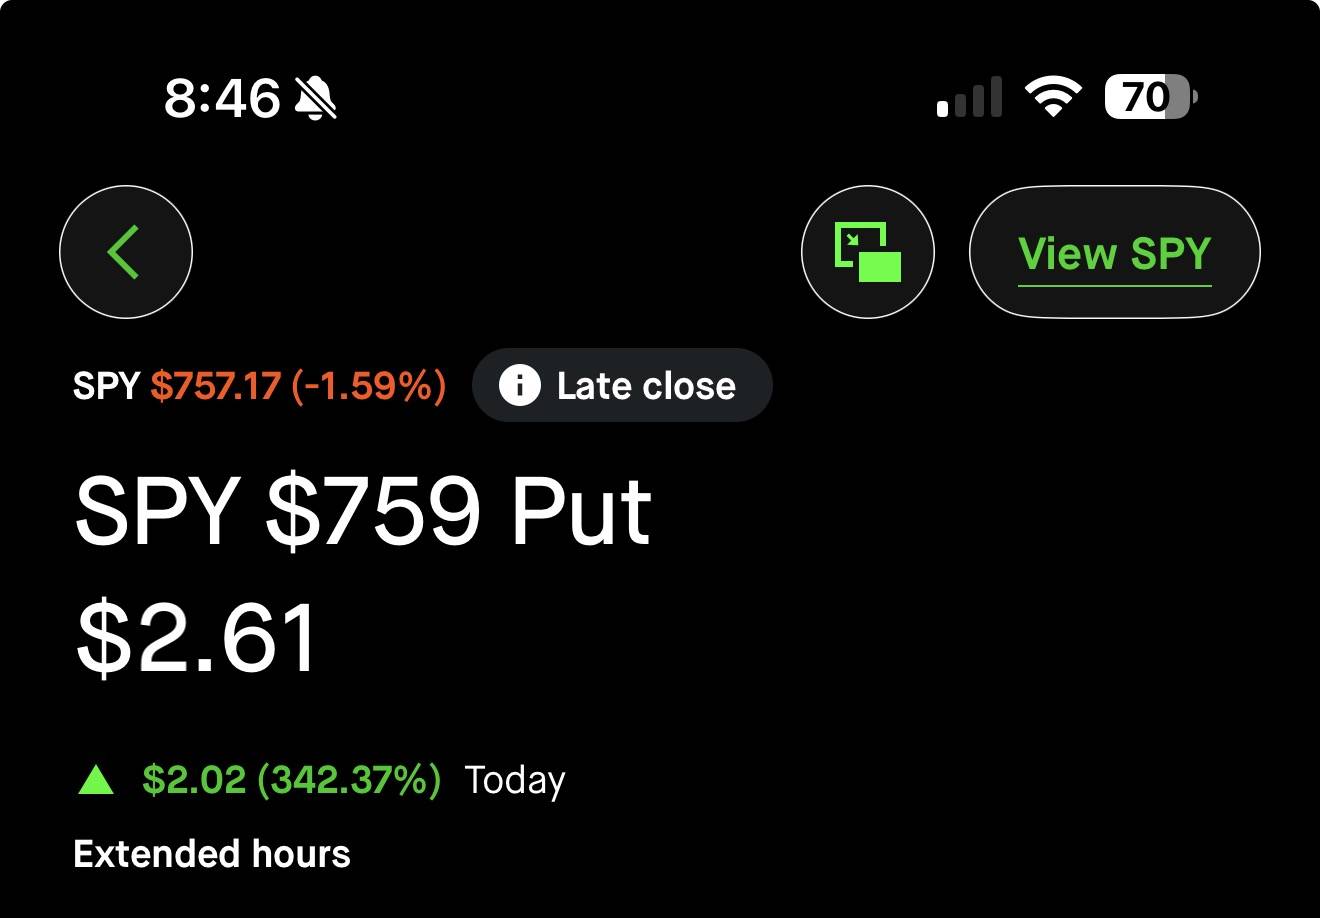 8:46
70
View SPY
SPY $757.17 (-1.59%) Late close
SPY $759 Put
$2.61
$2.02 (342.37%) Today
Extended hours